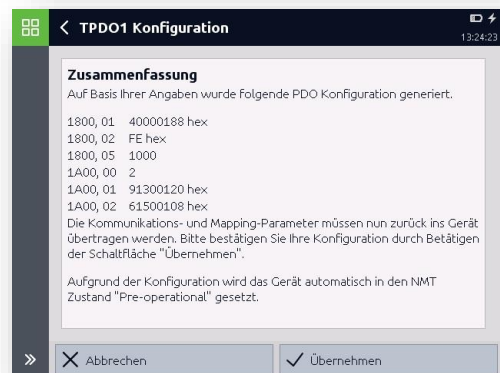 TPDO1 Konfiguration
13:24:23
Zusammenfassung
Auf Basis Ihrer Angaben wurde folgende PDO Konfiguration generiert.
1800, 01 40000188 hex
1800, 02 FE hex
1800, 05 1000
1A00, 00 2
1A00, 01 91300120 hex
1A00, 02 61500108 hex
Die Kommunikations- und Mapping-Parameter müssen nun zurück ins Gerät
übertragen werden. Bitte bestätigen Sie Ihre Konfiguration durch Betätigen
der Schaltfläche "Übernehmen".
Aufgrund der Konfiguration wird das Gerät automatisch in den NMT
Zustand "Pre-operational" gesetzt.
Abbrechen
Übernehmen